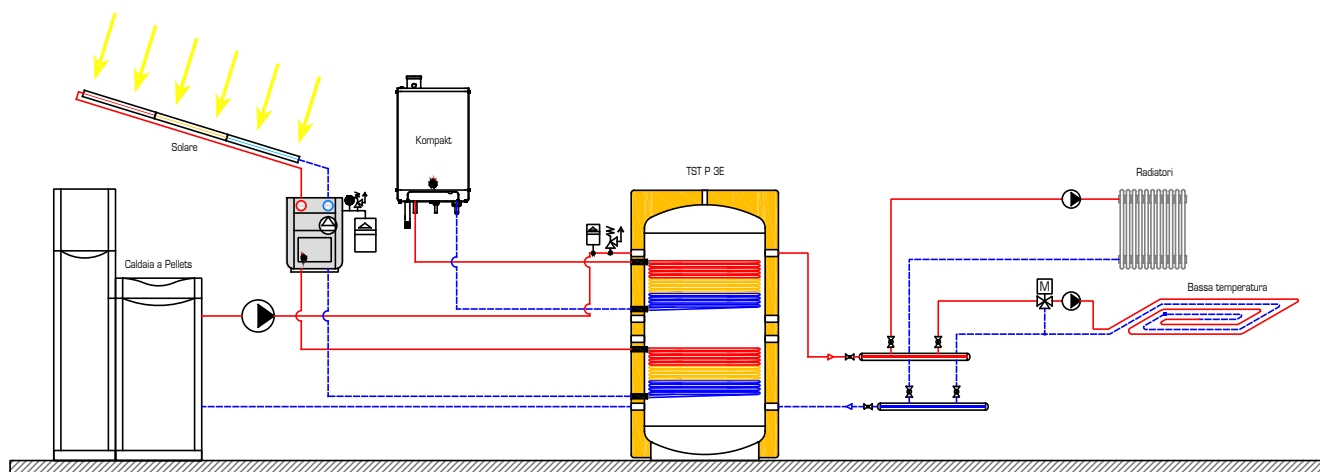 Solare
Kompakt
TST P 3E
Radiatori
Caldaia a Pellets
M
Bassa temperatura